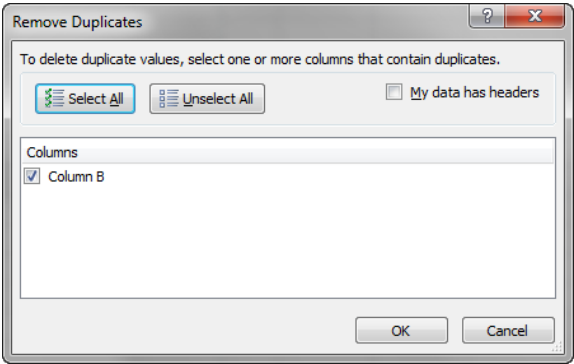 Remove Duplicates
To delete duplicate values, select one or more columns that contain duplicates.
Select All
Unselect All
My data has headers
Columns
Column B
OK
Cancel